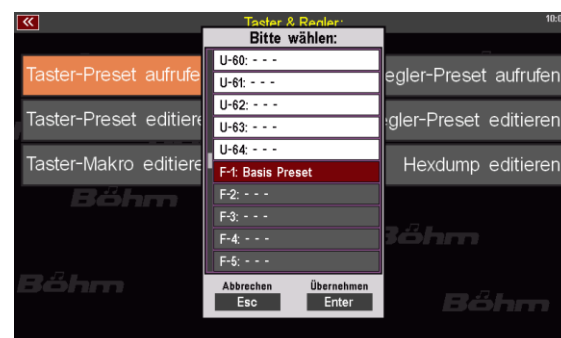 Taster & Regler:
10:0
Bitte wählen:
U-60: - - -
U-61: - - -
U-62: - - -
U-63: - - -
U-64: - - -
F-1: Basis Preset
F-2: - - -
F-3: - - -
F-4: - - -
F-5: - - -
Abbrechen Übernehmen
Esc Enter
Taster-Preset aufrufe
egler-Preset aufrufen
Taster-Preset editiere
egler-Preset editieren
Taster-Makro editiere
Hexdump editieren
Böhm
Böhm
Böhm
Böhm